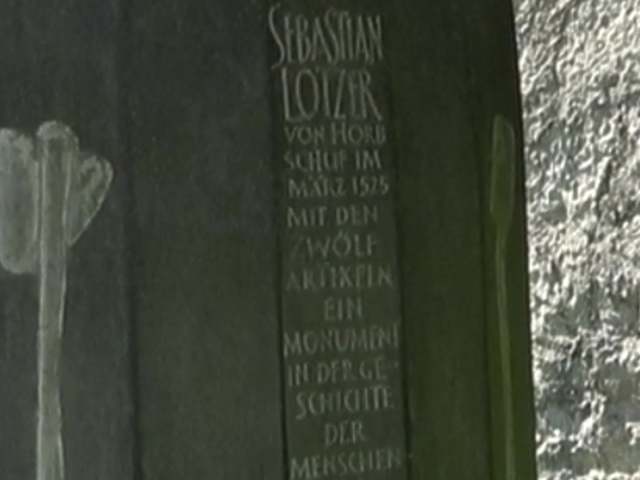 SEBASTIAN
LOTZER
VON HORB
SCHUF IM
MÄRZ 1525
MIT DEN
ZWÖLF
ARTIKELN
EIN
MONUMENT
IN DER GE-
SCHICHTE
DER
MENSCHEN-